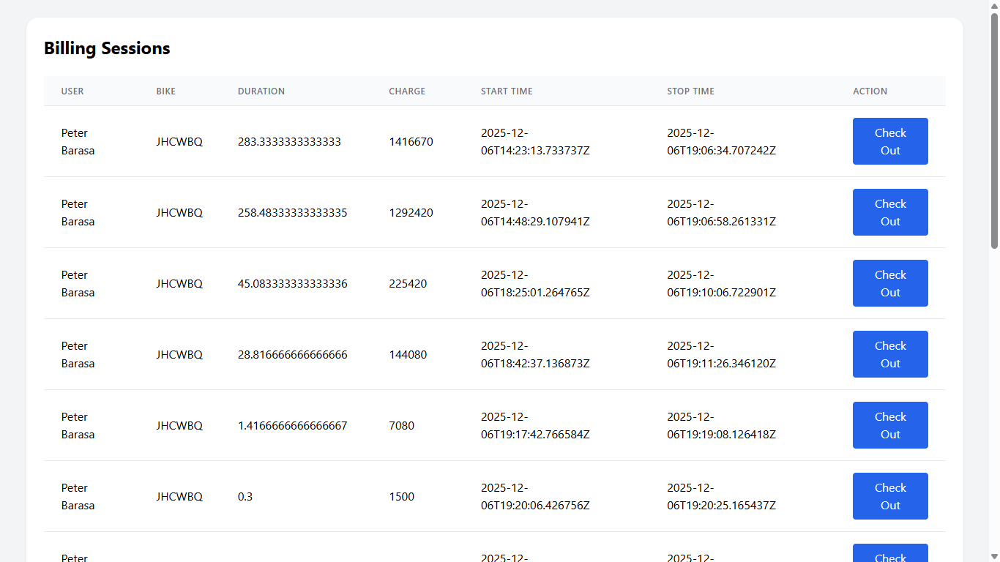 Billing Sessions
USER BIKE DURATION CHARGE START TIME STOP TIME ACTION
Peter Barasa JHCWBQ 283.3333333333333 1416670 2025-12-06T14:23:13.733737Z 2025-12-06T19:06:34.707242Z Check Out
Peter Barasa JHCWBQ 258.48333333333335 1292420 2025-12-06T14:48:29.107941Z 2025-12-06T19:06:58.261331Z Check Out
Peter Barasa JHCWBQ 45.083333333333336 225420 2025-12-06T18:25:01.264765Z 2025-12-06T19:10:06.722901Z Check Out
Peter Barasa JHCWBQ 28.816666666666666 144080 2025-12-06T18:42:37.136873Z 2025-12-06T19:11:26.346120Z Check Out
Peter Barasa JHCWBQ 1.4166666666666667 7080 2025-12-06T19:17:42.766584Z 2025-12-06T19:19:08.126418Z Check Out
Peter Barasa JHCWBQ 0.3 1500 2025-12-06T19:20:06.426756Z 2025-12-06T19:20:25.165437Z Check Out
Peter 2025-12- 2025-12- Check